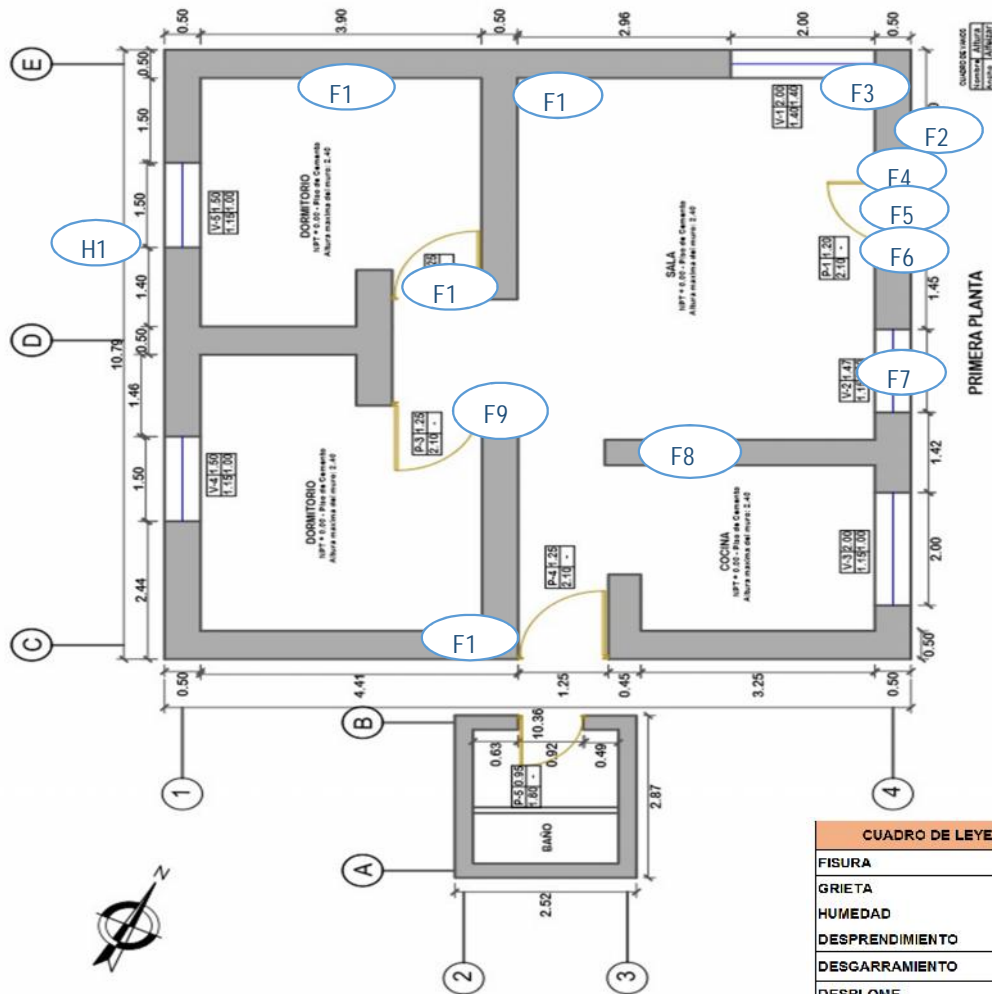 E
D
C
B
A
1
2
3
4
10.79
0.50
1.50
1.50
1.40
0.50
1.46
1.50
2.44
0.50
3.90
0.50
2.96
2.00
0.50
F1
F1
F3
F2
F4
F5
F6
H1
F1
F7
F9
F8
F1
DORMITORIO
NPT + 0.00 - Piso de Cemento
Altura maxima del muro: 2.40
V-5 1.50
1.15 1.00
V-1 2.00
1.40 1.40
SALA
NPT + 0.00 - Piso de Cemento
Altura maxima del muro: 2.40
P-1 1.20
2.10 -
DORMITORIO
NPT + 0.00 - Piso de Cemento
Altura maxima del muro: 2.40
V-4 1.50
1.15 1.00
P-3 1.25
2.10 -
V-2 1.47
P-4 1.25
2.10 -
COCINA
NPT + 0.00 - Piso de Cemento
Altura maxima del muro: 2.40
V-3 2.00
1.15 1.00
1.45
1.42
2.00
0.50
0.50
4.41
1.25
0.45
3.25
0.50
10.36
0.63
0.92
0.49
P-5 0.95
1.80 -
BAÑO
2.52
2.87
N
PRIMERA PLANTA
CUADRO DE VANOS
Nombre Altura
Ancho Alfeizar
CUADRO DE LEYE
FISURA
GRIETA
HUMEDAD
DESPRENDIMIENTO
DESGARRAMIENTO
DESPLOME